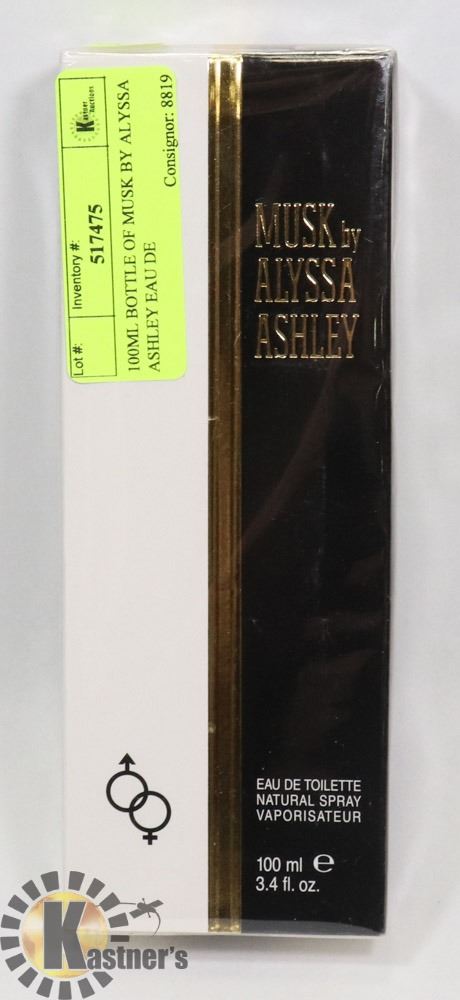 Kastner
Auctions
Lot #:
Inventory #:
517475
100ML BOTTLE OF MUSK BY ALYSSA
ASHLEY EAU DE
Consignor: 8819
MUSK by
ALYSSA
ASHLEY
EAU DE TOILETTE
NATURAL SPRAY
VAPORISATEUR
100 ml e
3.4 fl. oz.
Kastner's